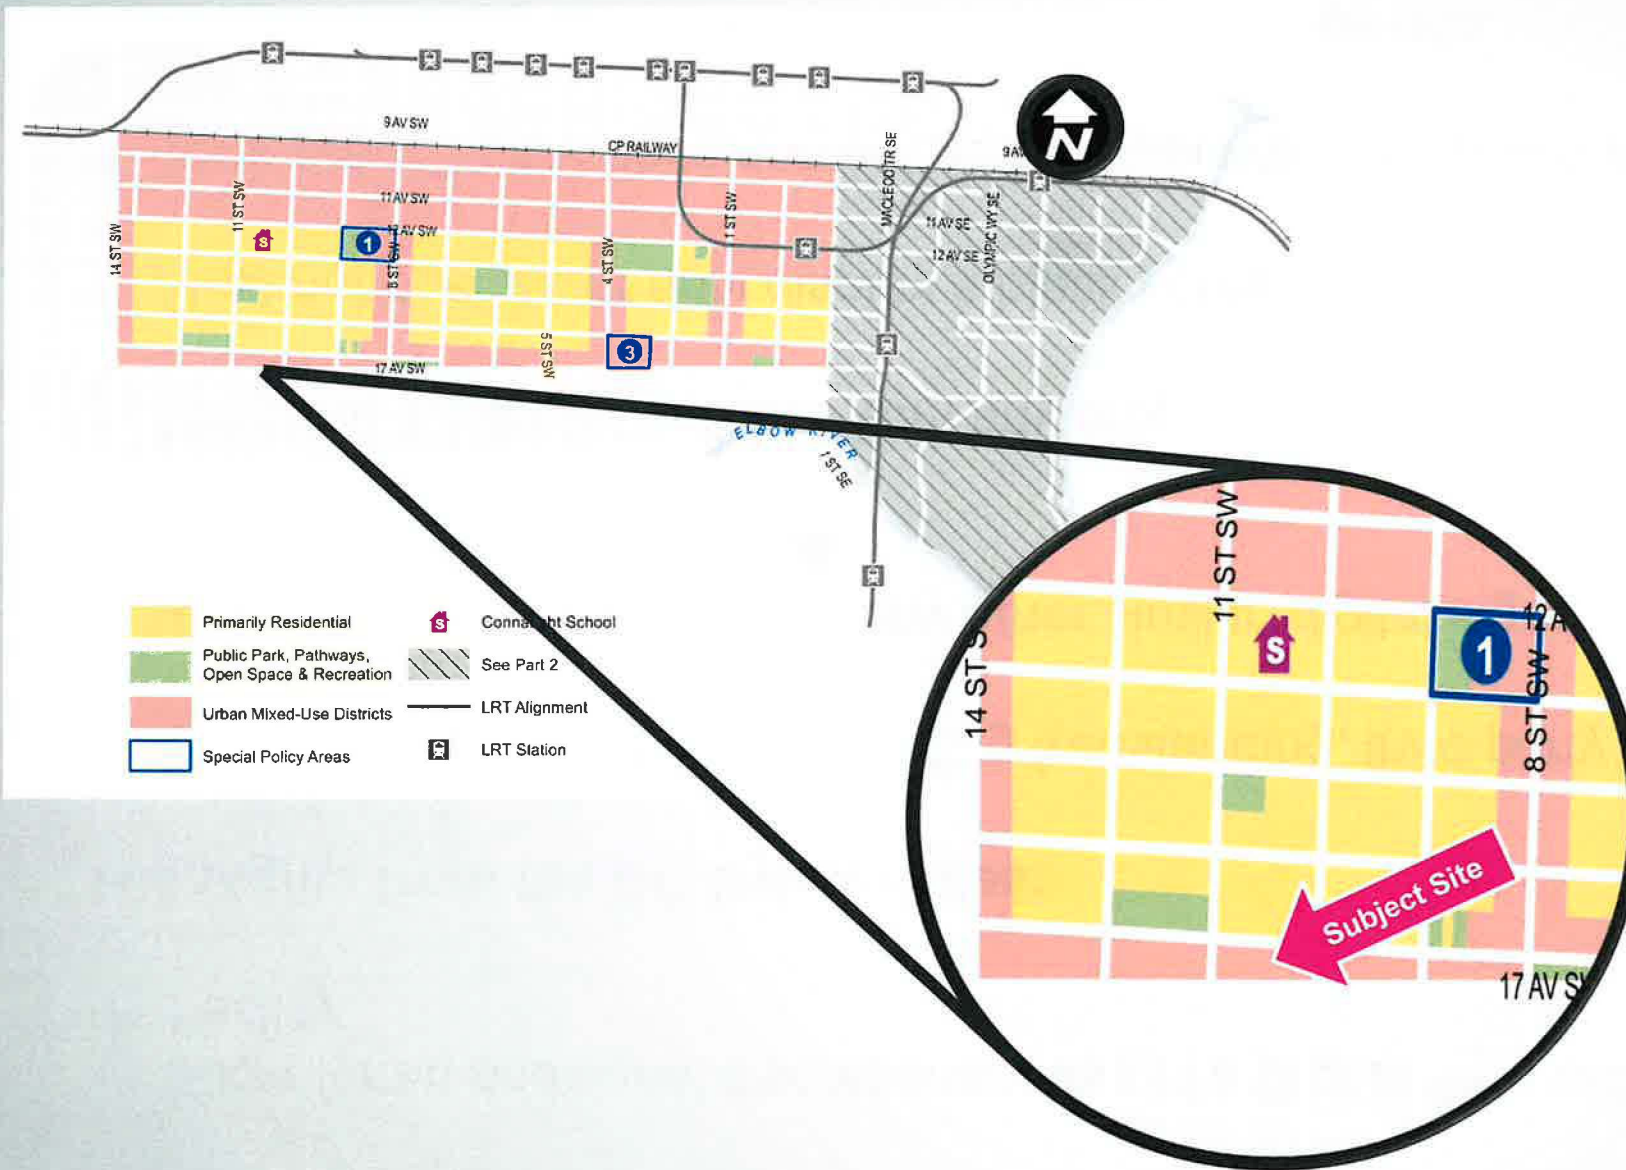 9 AV SW
CP RAILWAY
MACLEOD TR SE
9 A
N
11 ST SW
11 AV SW
1 ST SW
14 ST SW
S
1
12 AV SW
8 ST SW
4 ST SW
11 AV SE
12 AV SE
OLYMPIC WY SE
5 ST SW
3
17 AV SW
ELBOW RIVER
1 ST SE
Primarily Residential
Public Park, Pathways,
Open Space & Recreation
Urban Mixed-Use Districts
Special Policy Areas
S
Connaught School
See Part 2
LRT Alignment
LRT Station
11 ST SW
14 ST S
S
1
12 A
8 ST SW
Subject Site
17 AV S